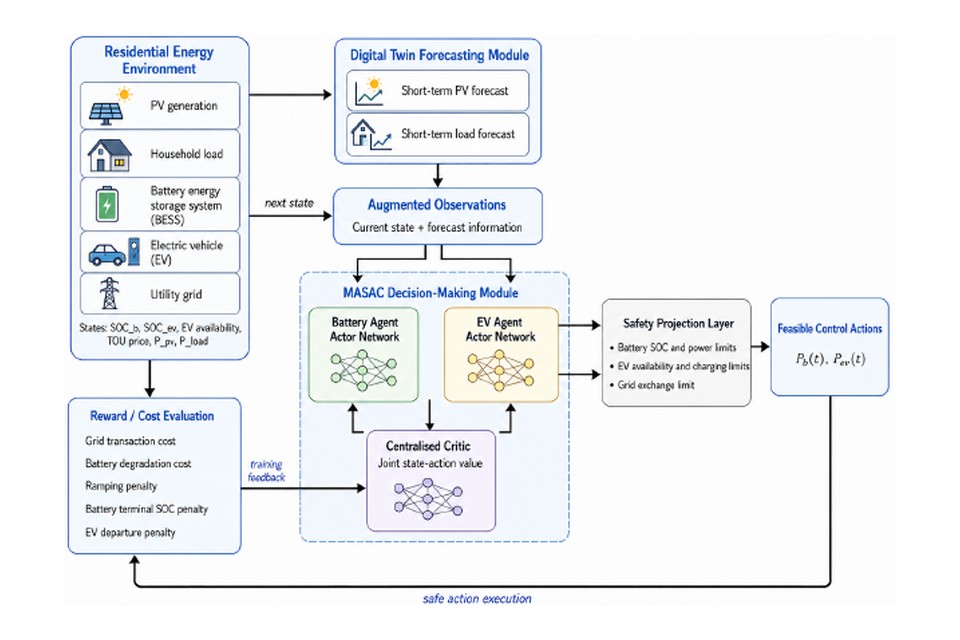 Residential Energy
Environment
PV generation
Household load
Battery energy
storage system
(BESS)
Electric vehicle
(EV)
Utility grid
States: SOC_b, SOC_ev, EV availability,
TOU price, P_pv, P_load
Digital Twin Forecasting Module
Short-term PV forecast
Short-term load forecast
next state
Augmented Observations
Current state + forecast information
MASAC Decision-Making Module
Battery Agent
Actor Network
EV Agent
Actor Network
Centralised Critic
Joint state-action value
Safety Projection Layer
• Battery SOC and power limits
• EV availability and charging limits
• Grid exchange limit
Feasible Control Actions
P_b(t), P_ev(t)
Reward / Cost Evaluation
Grid transaction cost
Battery degradation cost
Ramping penalty
Battery terminal SOC penalty
EV departure penalty
training
feedback
safe action execution